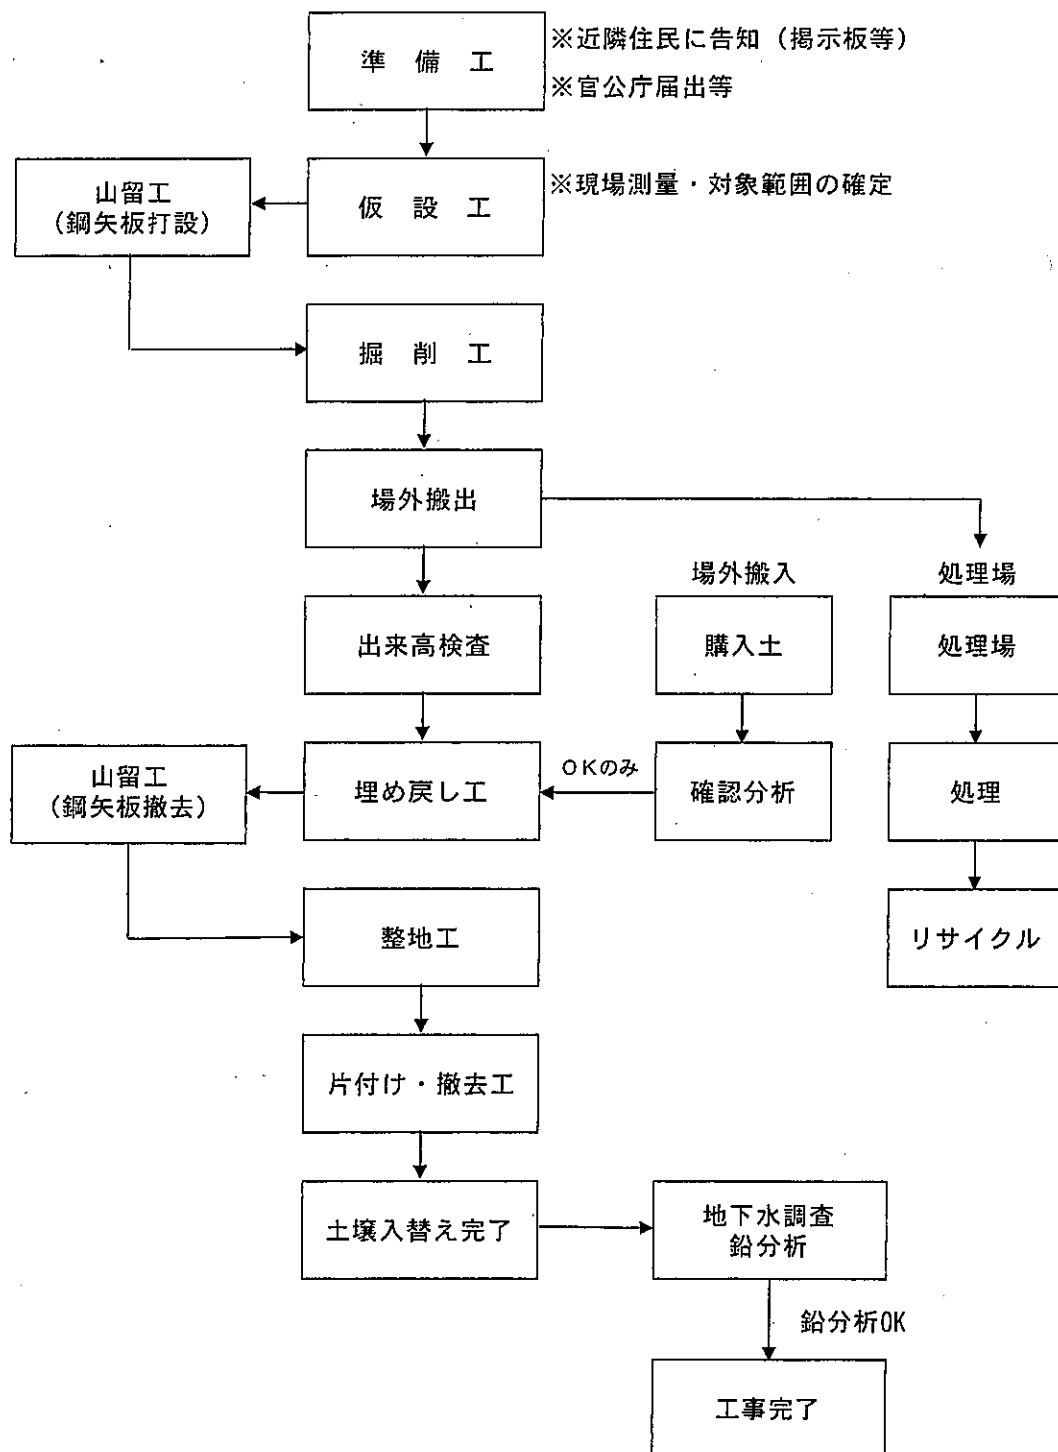 準 備 工
※近隣住民に告知（掲示板等）
※官公庁届出等
山留工
（鋼矢板打設）
仮 設 工
※現場測量・対象範囲の確定
掘 削 工
場外搬出
場外搬入
処理場
出来高検査
購入土
処理場
山留工
（鋼矢板撤去）
埋め戻し工
OKのみ
確認分析
処理
整地工
リサイクル
片付け・撤去工
土壌入替え完了
地下水調査
鉛分析
鉛分析OK
工事完了